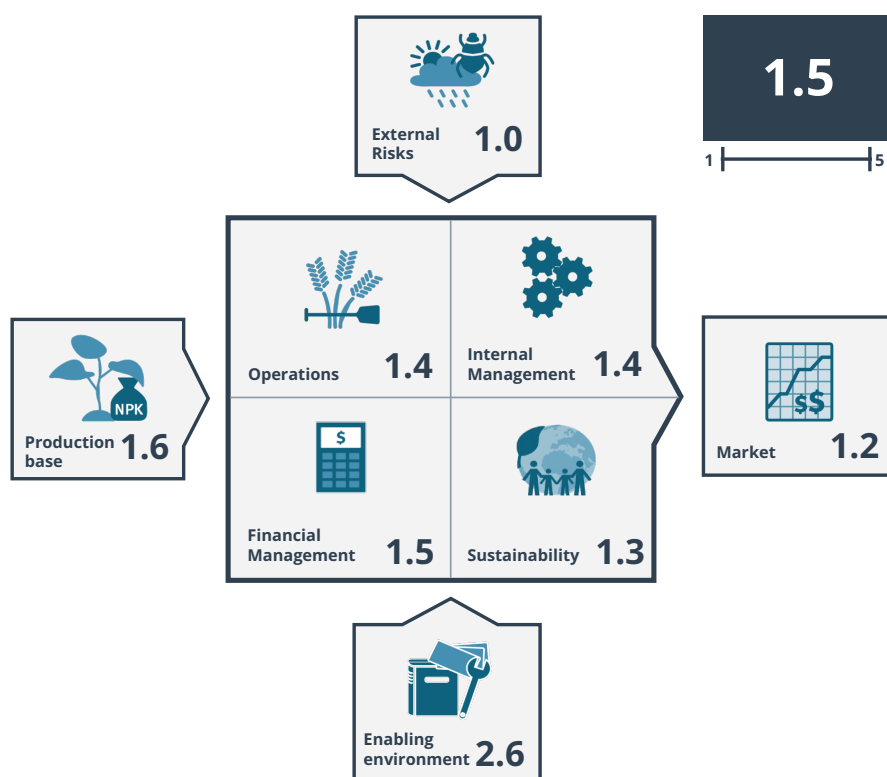 External
Risks
1.0
1.5
1
5
Operations
1.4
Internal
Management
1.4
NPK
Production
base
1.6
$
$$
Market
1.2
Financial
Management
1.5
Sustainability
1.3
Enabling
environment
2.6